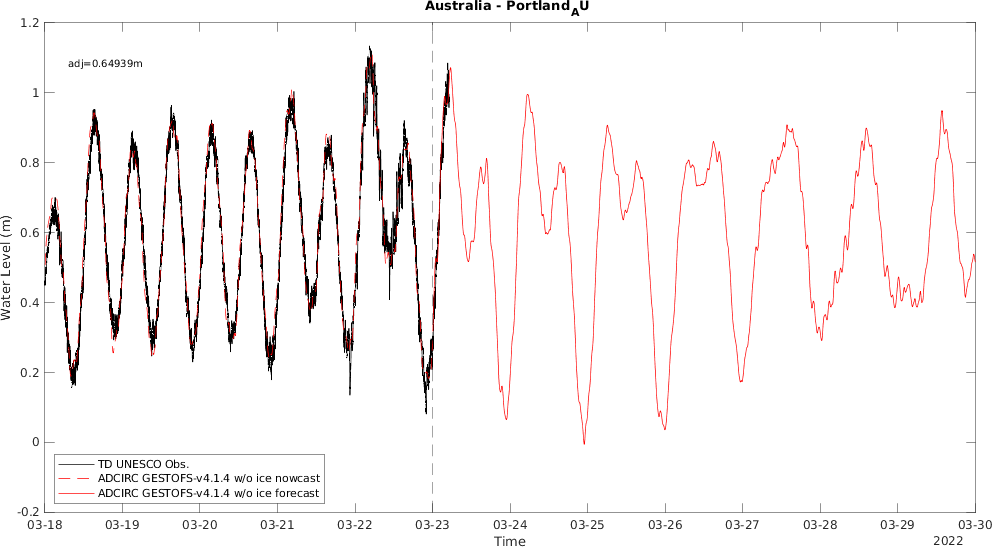 Australia - Portland_AU
1.2
1
0.8
0.6
0.4
0.2
0
-0.2
Water Level (m)
adj=0.64939m
TD UNESCO Obs.
ADCIRC GESTOFS-v4.1.4 w/o ice nowcast
ADCIRC GESTOFS-v4.1.4 w/o ice forecast
03-18 03-19 03-20 03-21 03-22 03-23 03-24 03-25 03-26 03-27 03-28 03-29 03-30
Time
2022